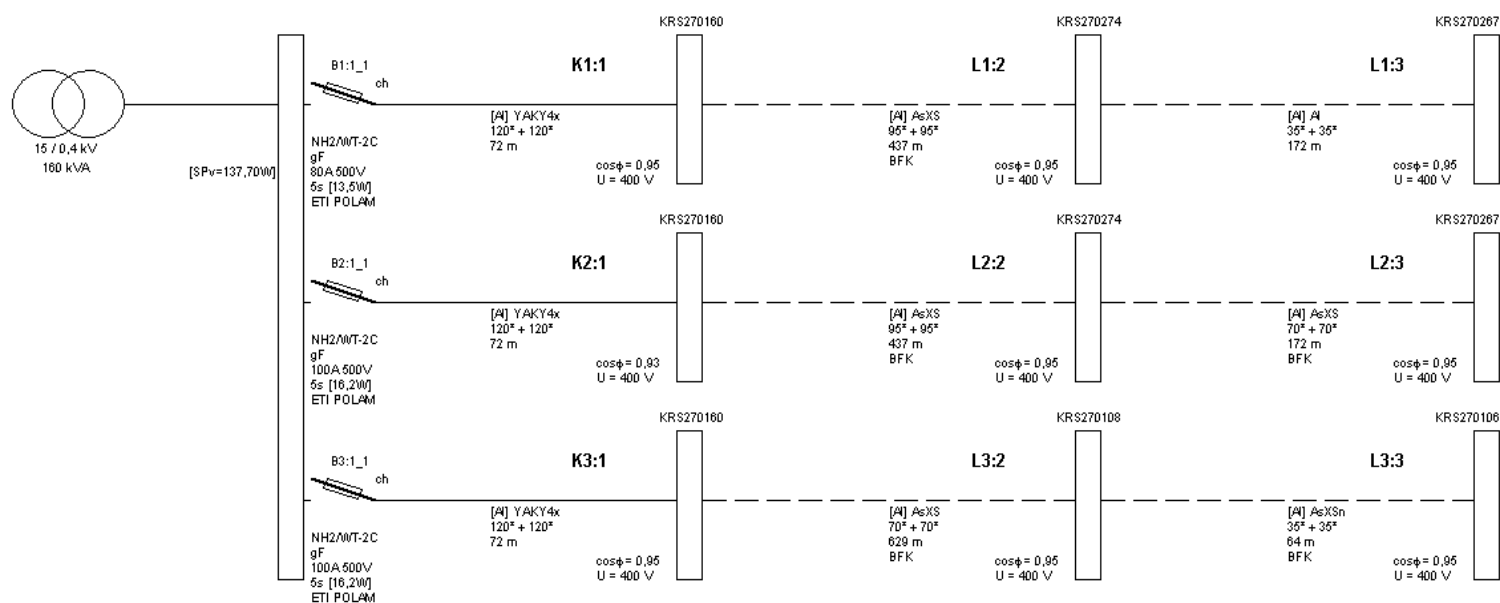 15 / 0,4 kV
160 kVA
[SPv=137,70W]
B1:1_1
ch
NH2/WT-2C
gF
80A 500V
5s [13,5W]
ETI POLAM
K1:1
[Al] YAKY4x
120* + 120*
72 m
KRS270160
cosϕ = 0,95
U = 400 V
L1:2
[Al] AsXS
95* + 95*
437 m
BFK
KRS270274
cosϕ = 0,95
U = 400 V
L1:3
[Al] Al
35* + 35*
172 m
KRS270267
cosϕ = 0,95
U = 400 V
B2:1_1
ch
NH2/WT-2C
gF
100A 500V
5s [16,2W]
ETI POLAM
K2:1
[Al] YAKY4x
120* + 120*
72 m
KRS270160
cosϕ = 0,93
U = 400 V
L2:2
[Al] AsXS
95* + 95*
437 m
BFK
KRS270274
cosϕ = 0,95
U = 400 V
L2:3
[Al] AsXS
70* + 70*
172 m
BFK
KRS270267
cosϕ = 0,95
U = 400 V
B3:1_1
ch
NH2/WT-2C
gF
100A 500V
5s [16,2W]
ETI POLAM
K3:1
[Al] YAKY4x
120* + 120*
72 m
KRS270160
cosϕ = 0,95
U = 400 V
L3:2
[Al] AsXS
70* + 70*
629 m
BFK
KRS270108
cosϕ = 0,95
U = 400 V
L3:3
[Al] AsXSn
35* + 35*
64 m
BFK
KRS270106
cosϕ = 0,95
U = 400 V